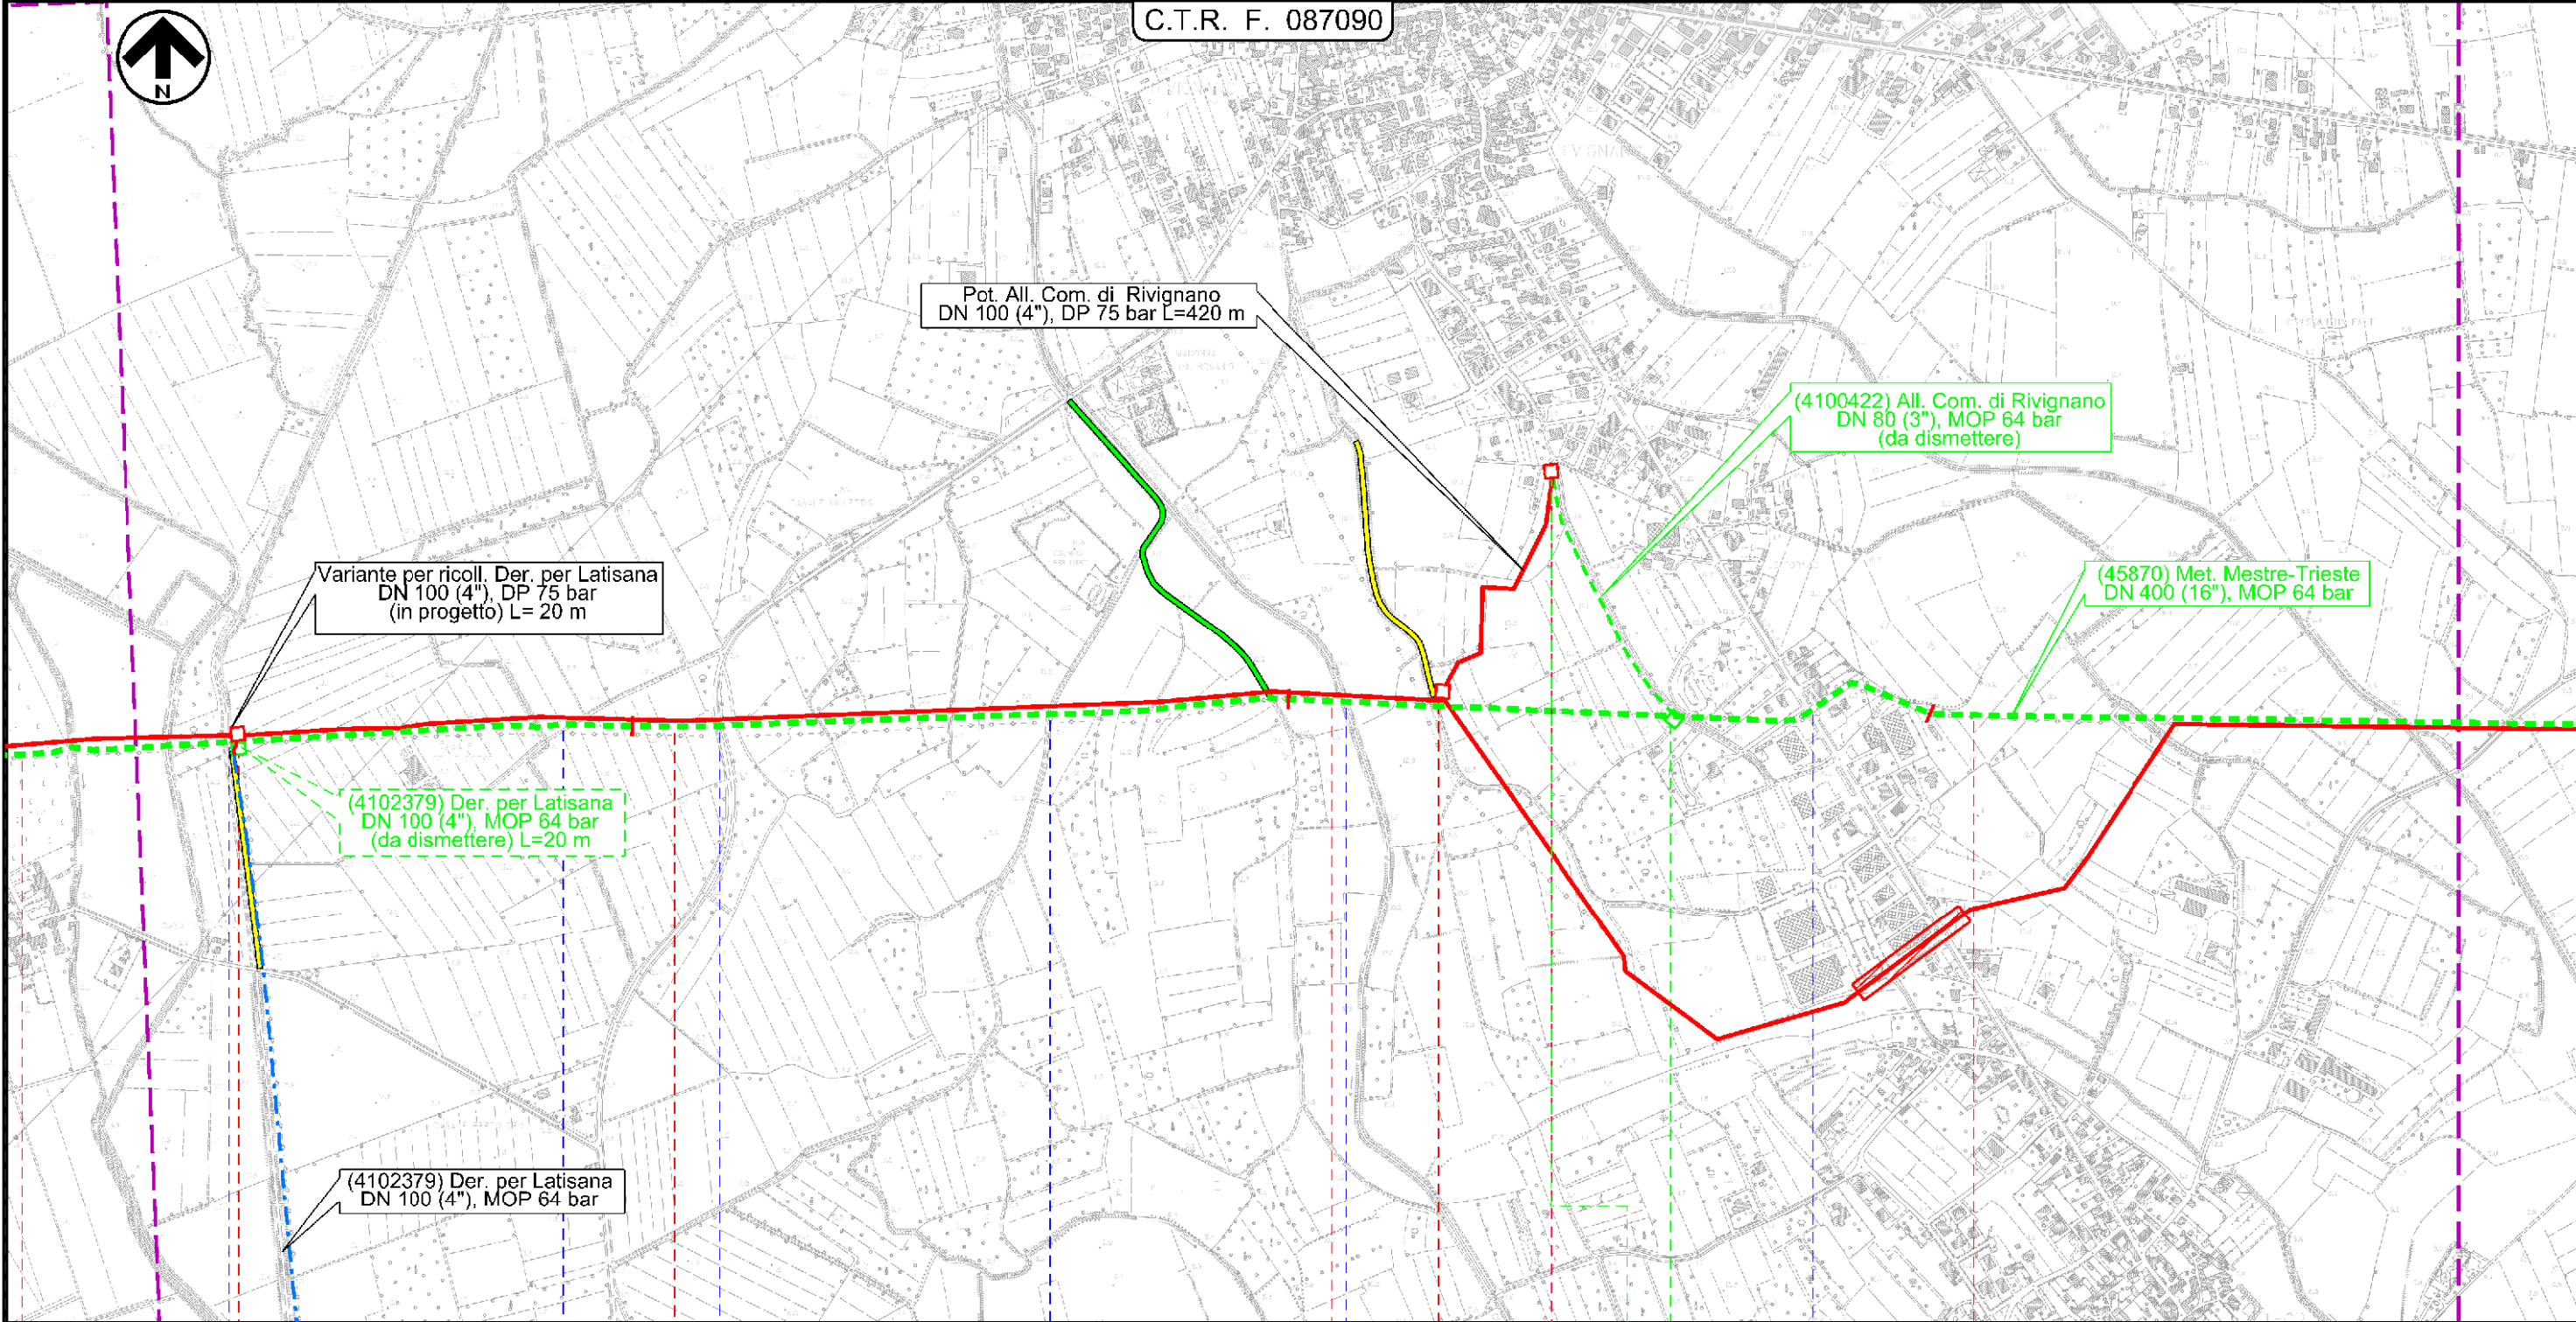 C.T.R. F. 087090
N
Pot. All. Com. di Rivignano
DN 100 (4"), DP 75 bar L=420 m
(4100422) All. Com. di Rivignano
DN 80 (3"), MOP 64 bar
(da dismettere)
Variante per ricoll. Der. per Latisana
DN 100 (4"), DP 75 bar
(in progetto) L= 20 m
(45870) Met. Mestre-Trieste
DN 400 (16"), MOP 64 bar
(4102379) Der. per Latisana
DN 100 (4"), MOP 64 bar
(da dismettere) L=20 m
(4102379) Der. per Latisana
DN 100 (4"), MOP 64 bar